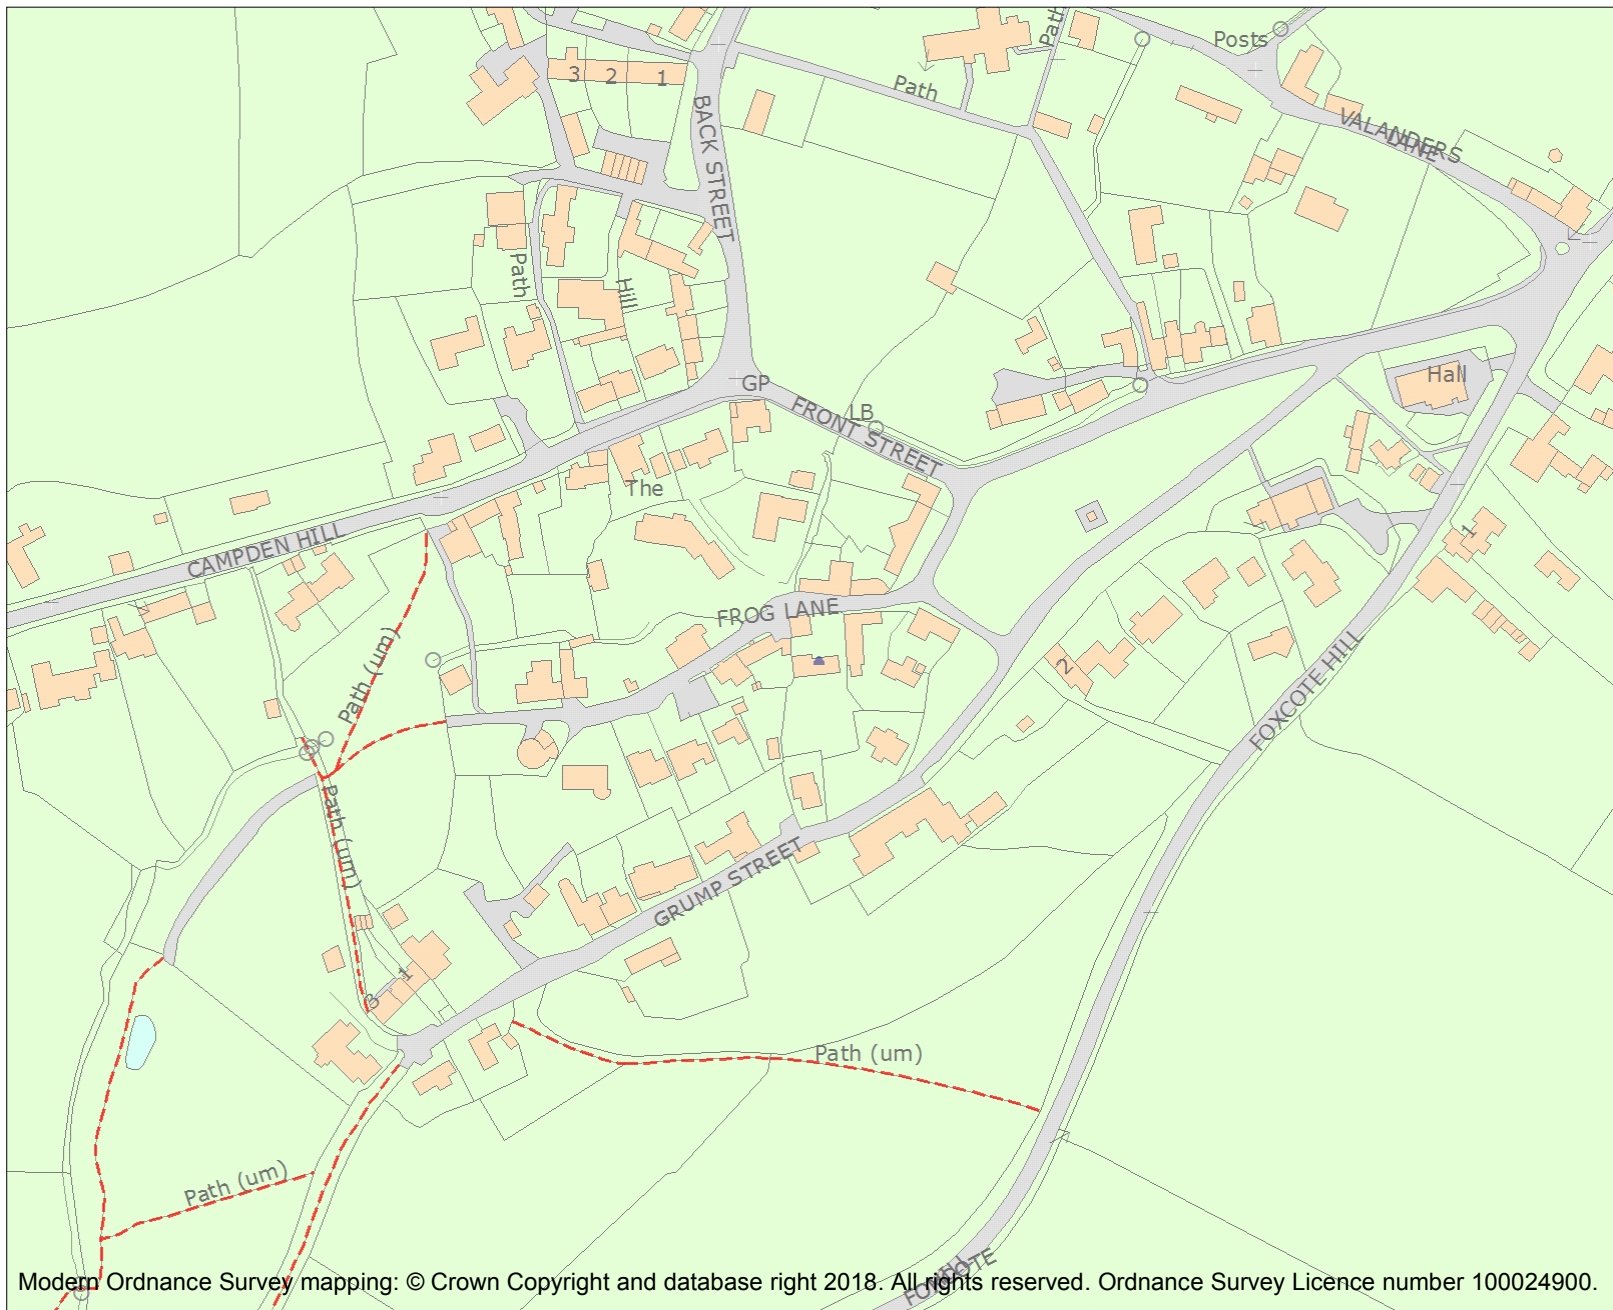 Path
Posts
3 2 1
Path
BACK STREET
VALANDERS
LANE
Path
Hill
GP
Hall
LB
FRONT STREET
The
CAMPDEN HILL
1
FROG LANE
Path (um)
2
FOXCOTE HILL
Path (um)
GRUMP STREET
1
3
Path (um)
Path (um)
FOXCOTE
Modern Ordnance Survey mapping: © Crown Copyright and database right 2018. All rights reserved. Ordnance Survey Licence number 100024900.